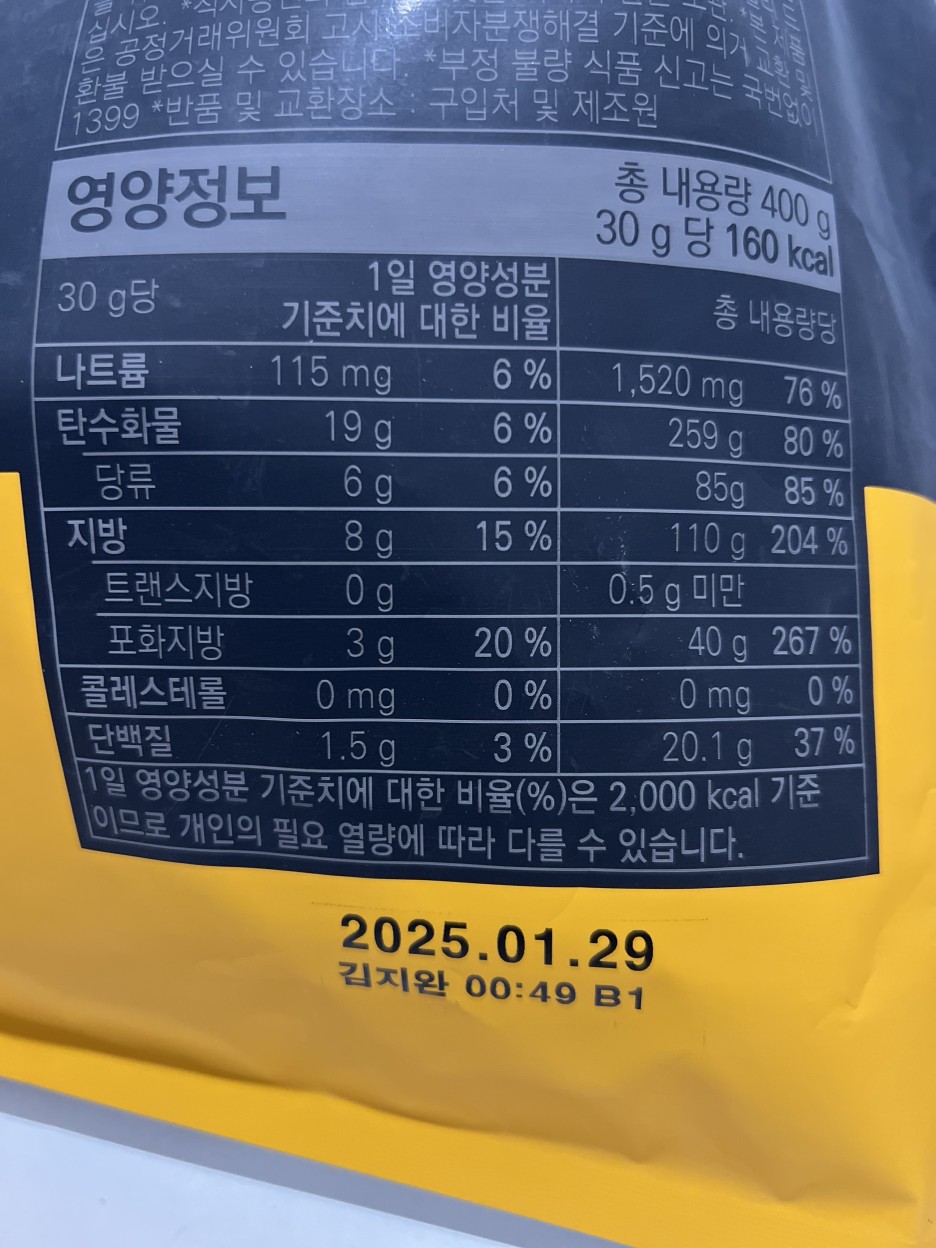 실시오.
은 공정거래위원회 고시 소비자분쟁해결 기준에 의거 교환
환불 받으실 수 있습니다. *부정 불량 식품 신고는 국번없이
1399 *반품 및 교환장소 : 구입처 및 제조원
영양정보
총 내용량 400 g
30 g 당 160 kcal
30 g당 1일 영양성분 기준치에 대한 비율 총 내용량당
나트륨 115 mg 6 % 1,520 mg 76 %
탄수화물 19 g 6 % 259 g 80 %
당류 6 g 6 % 85g 85 %
지방 8 g 15 % 110 g 204 %
트랜스지방 0 g 0.5 g 미만
포화지방 3 g 20 % 40 g 267 %
콜레스테롤 0 mg 0 % 0 mg 0 %
단백질 1.5 g 3 % 20.1 g 37 %
1일 영양성분 기준치에 대한 비율(%)은 2,000 kcal 기준
이므로 개인의 필요 열량에 따라 다를 수 있습니다.
2025.01.29
김지완 00:49 B1